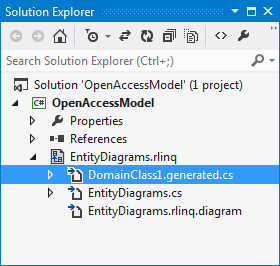 Solution Explorer
Search Solution Explorer (Ctrl+;)
Solution 'OpenAccessModel' (1 project)
C# OpenAccessModel
Properties
References
EntityDiagrams.rlinq
DomainClass1.generated.cs
EntityDiagrams.cs
EntityDiagrams.rlinq.diagram